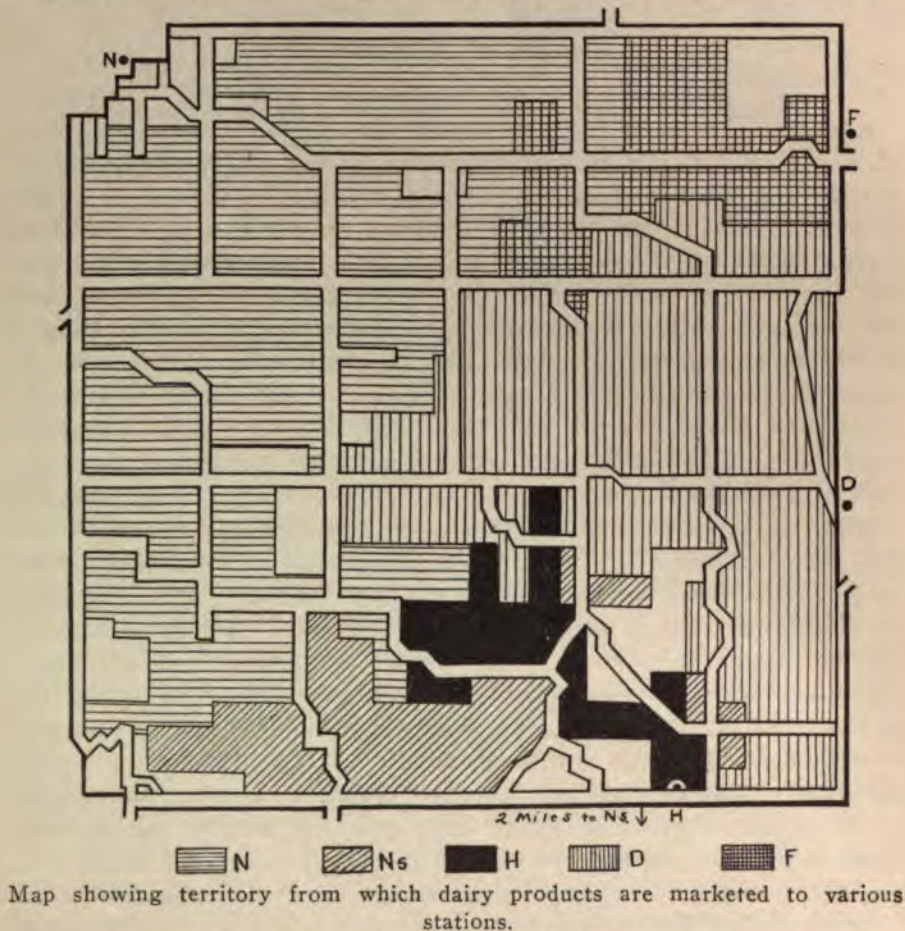 N
F
D
2 Miles to Ns. ↓ H
N Ns H D F
Map showing territory from which dairy products are marketed to various
stations.